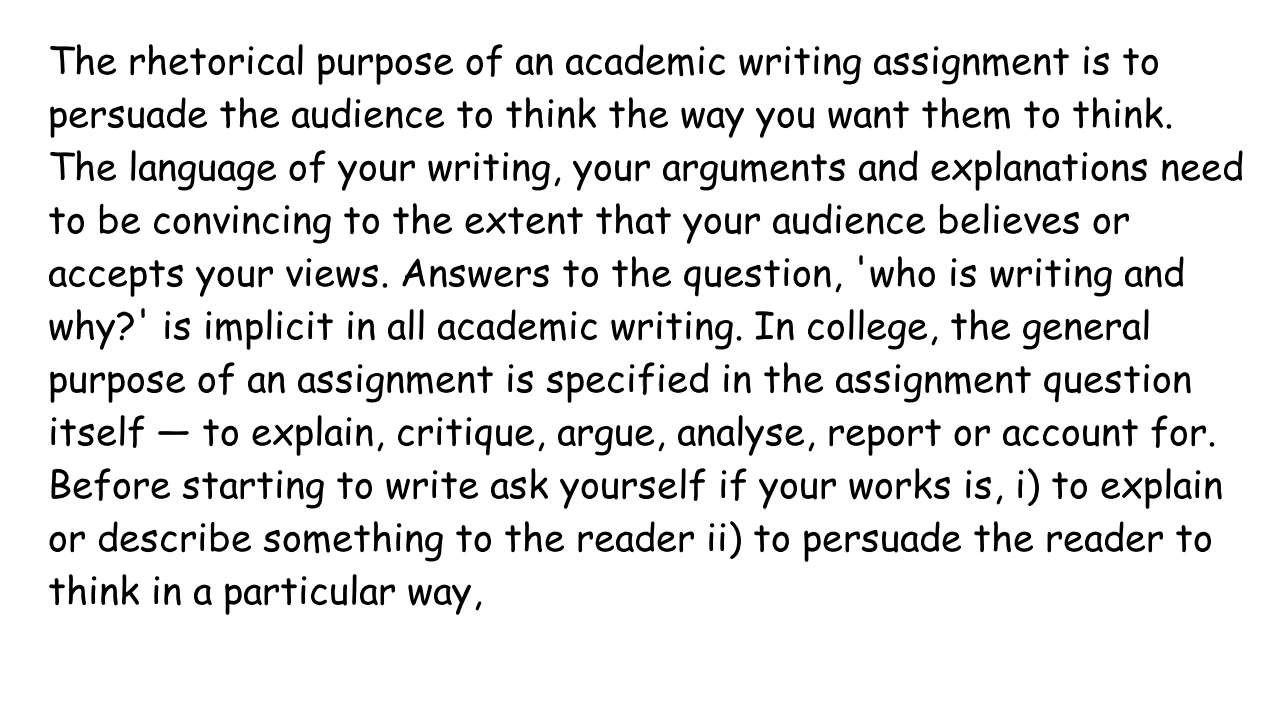 The rhetorical purpose of an academic writing assignment is to
persuade the audience to think the way you want them to think.
The language of your writing, your arguments and explanations need
to be convincing to the extent that your audience believes or
accepts your views. Answers to the question, 'who is writing and
why?' is implicit in all academic writing. In college, the general
purpose of an assignment is specified in the assignment question
itself — to explain, critique, argue, analyse, report or account for.
Before starting to write ask yourself if your works is, i) to explain
or describe something to the reader ii) to persuade the reader to
think in a particular way,